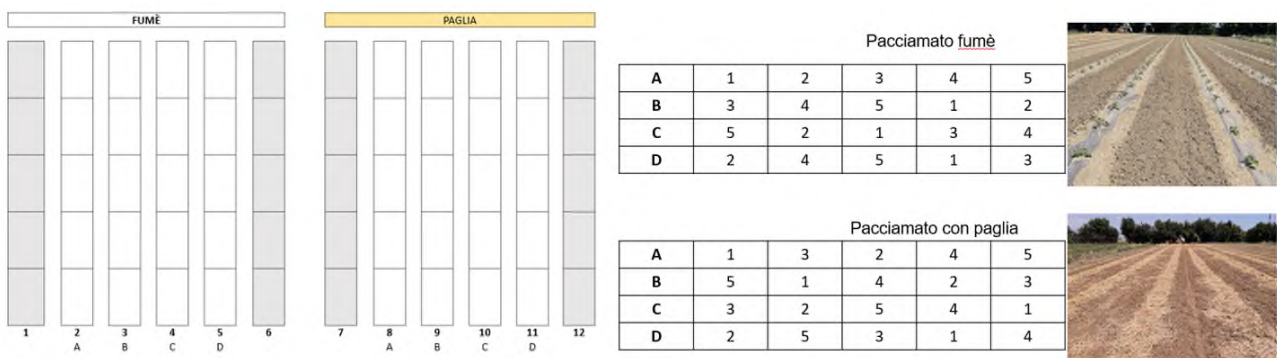 FUMÈ
PAGLIA
1 2 3 4 5 6
A B C D
7 8 9 10 11 12
A B C D
Pacciamato fumè
A 1 2 3 4 5
B 3 4 5 1 2
C 5 2 1 3 4
D 2 4 5 1 3
Pacciamato con paglia
A 1 3 2 4 5
B 5 1 4 2 3
C 3 2 5 4 1
D 2 5 3 1 4